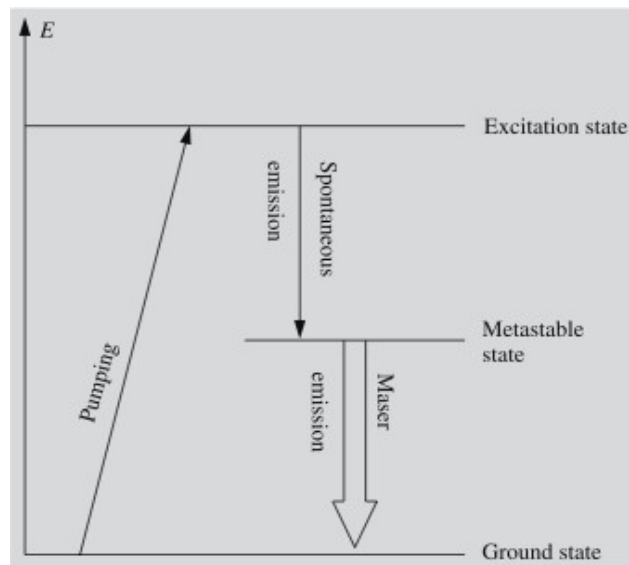 E
Excitation state
Spontaneous
emission
Pumping
Metastable
state
Maser
emission
Ground state